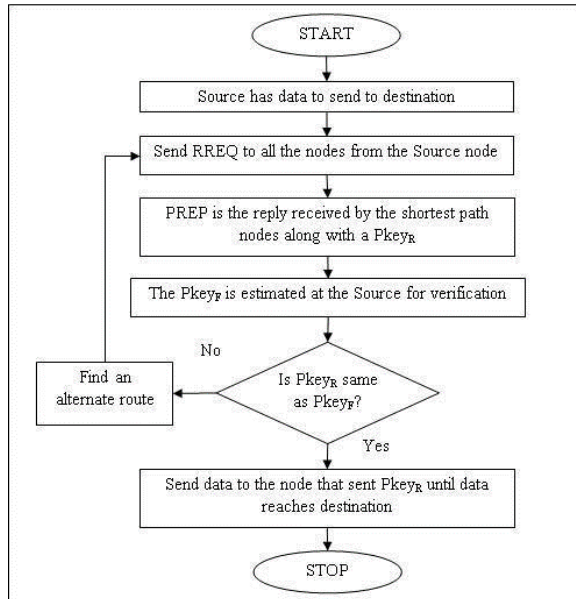 START
Source has data to send to destination
Send RREQ to all the nodes from the Source node
PREP is the reply received by the shortest path
nodes along with a PkeyR
The PkeyF is estimated at the Source for verification
No
Find an
alternate route
Is PkeyR same
as PkeyF?
Yes
Send data to the node that sent PkeyR until data
reaches destination
STOP